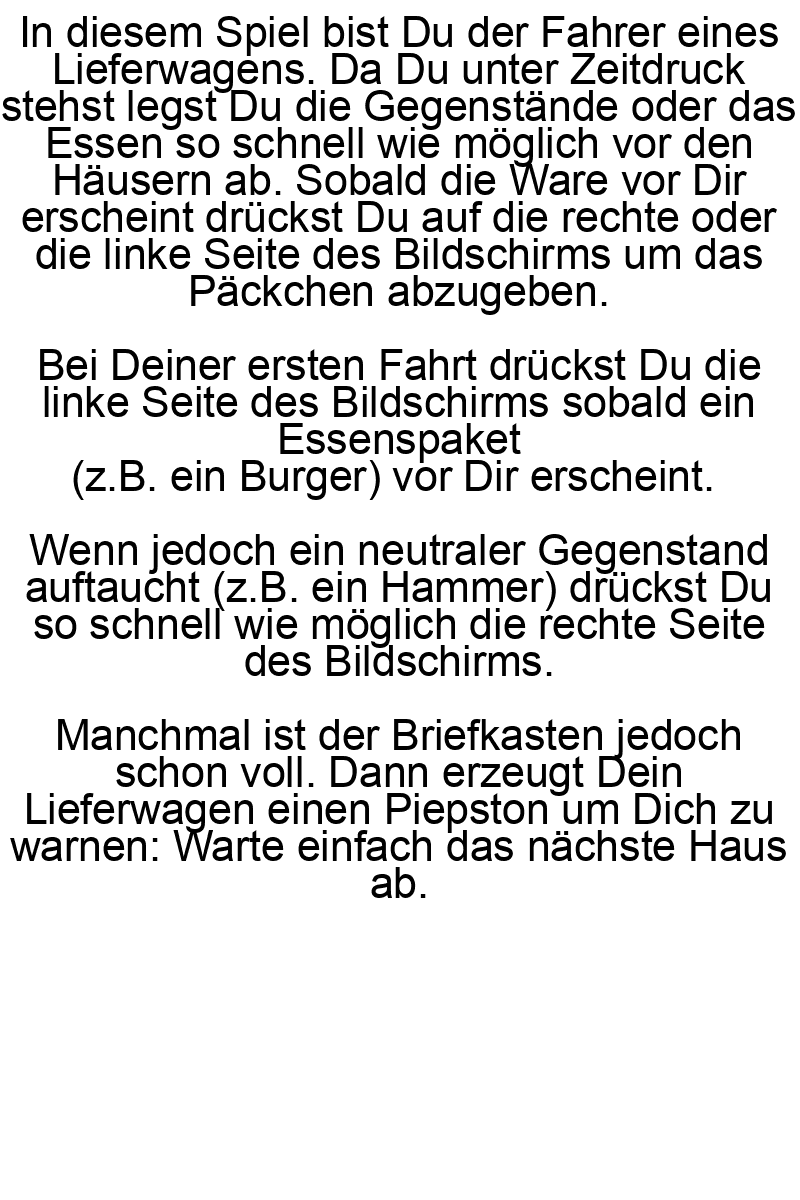 In diesem Spiel bist Du der Fahrer eines
Lieferwagens. Da Du unter Zeitdruck
stehst legst Du die Gegenstände oder das
Essen so schnell wie möglich vor den
Häusern ab. Sobald die Ware vor Dir
erscheint drückst Du auf die rechte oder
die linke Seite des Bildschirms um das
Päckchen abzugeben.
Bei Deiner ersten Fahrt drückst Du die
linke Seite des Bildschirms sobald ein
Essenspaket
(z.B. ein Burger) vor Dir erscheint.
Wenn jedoch ein neutraler Gegenstand
auftaucht (z.B. ein Hammer) drückst Du
so schnell wie möglich die rechte Seite
des Bildschirms.
Manchmal ist der Briefkasten jedoch
schon voll. Dann erzeugt Dein
Lieferwagen einen Piepston um Dich zu
warnen: Warte einfach das nächste Haus
ab.